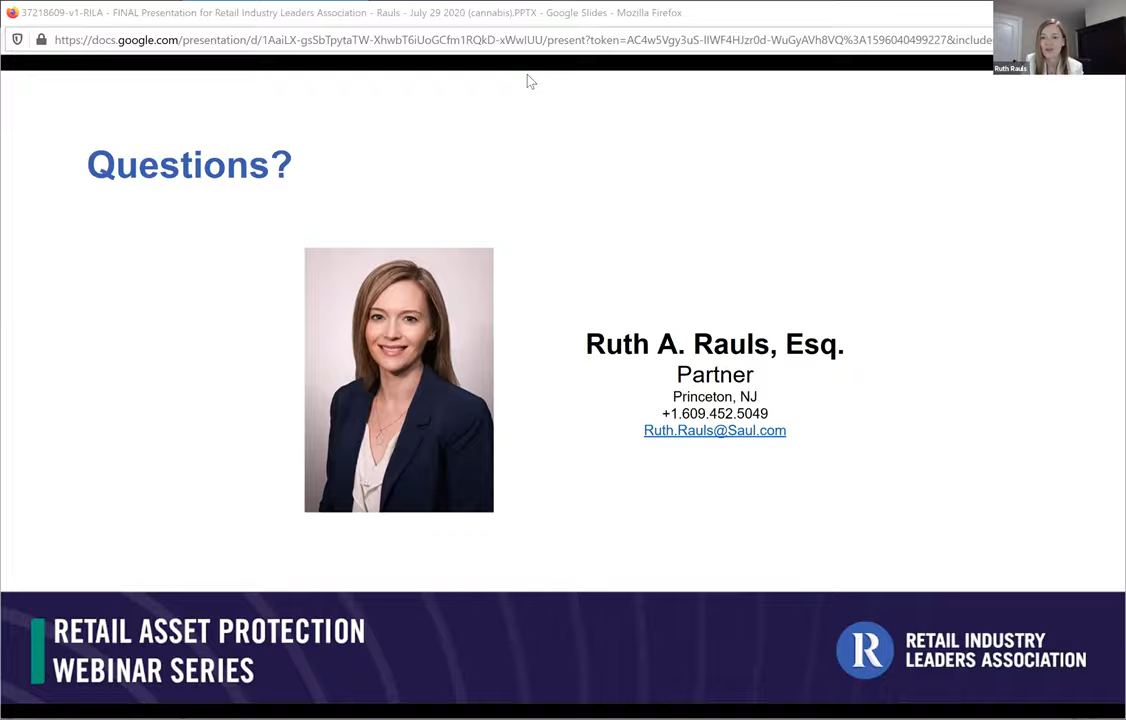 37218609-v1-RILA - FINAL Presentation for Retail Industry Leaders Association - Rauls - July 29 2020 (cannabis).PPTX - Google Slides - Mozilla Firefox
https://docs.google.com/presentation/d/1AaiLX-gsSbTpytaTW-XhwbT6iUoGCfm1RQkD-xWwIUU/present?token=AC4w5Vgy3uS-lIWF4HJzr0d-WuGyAVh8VQ%3A1596040499227&include
Ruth Rauls
Questions?
Ruth A. Rauls, Esq.
Partner
Princeton, NJ
+1.609.452.5049
Ruth.Rauls@Saul.com
RETAIL ASSET PROTECTION
WEBINAR SERIES
R
RETAIL INDUSTRY
LEADERS ASSOCIATION